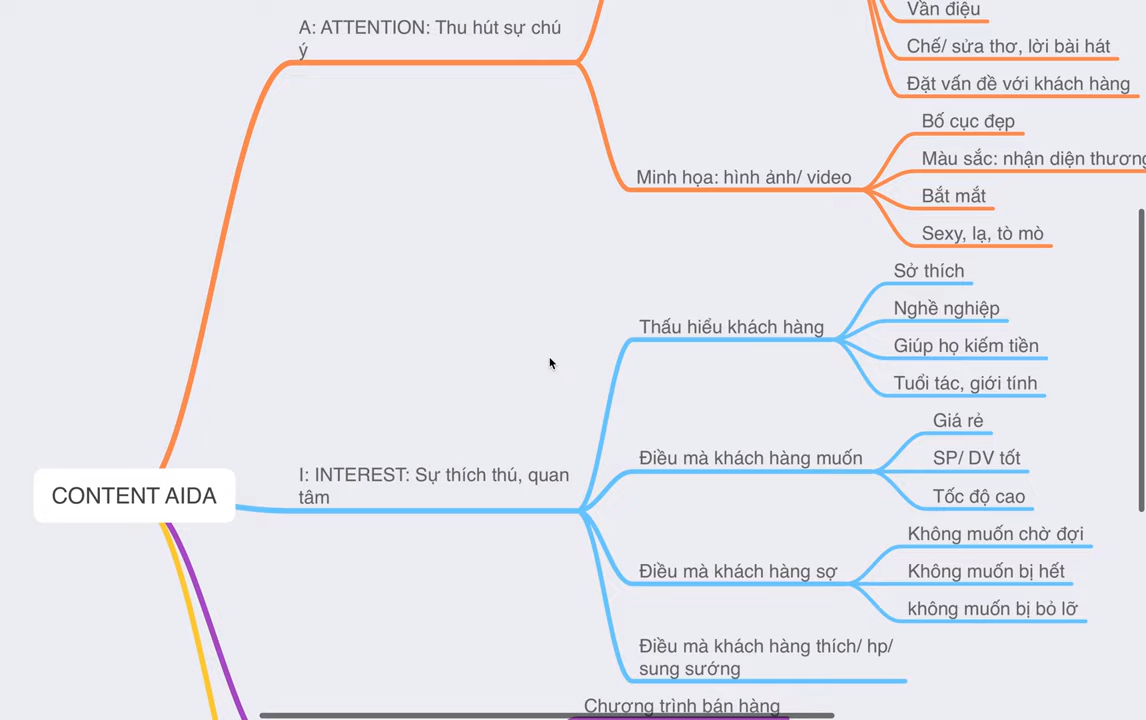 A: ATTENTION: Thu hút sự chú
ý
Vần điệu
Chế/ sửa thơ, lời bài hát
Đặt vấn đề với khách hàng
Minh họa: hình ảnh/ video
Bố cục đẹp
Màu sắc: nhận diện thương
Bắt mắt
Sexy, lạ, tò mò
CONTENT AIDA
I: INTEREST: Sự thích thú, quan
tâm
Thấu hiểu khách hàng
Sở thích
Nghề nghiệp
Giúp họ kiếm tiền
Tuổi tác, giới tính
Điều mà khách hàng muốn
Giá rẻ
SP/ DV tốt
Tốc độ cao
Điều mà khách hàng sợ
Không muốn chờ đợi
Không muốn bị hết
không muốn bị bỏ lỡ
Điều mà khách hàng thích/ hp/
sung sướng
Chương trình bán hàng